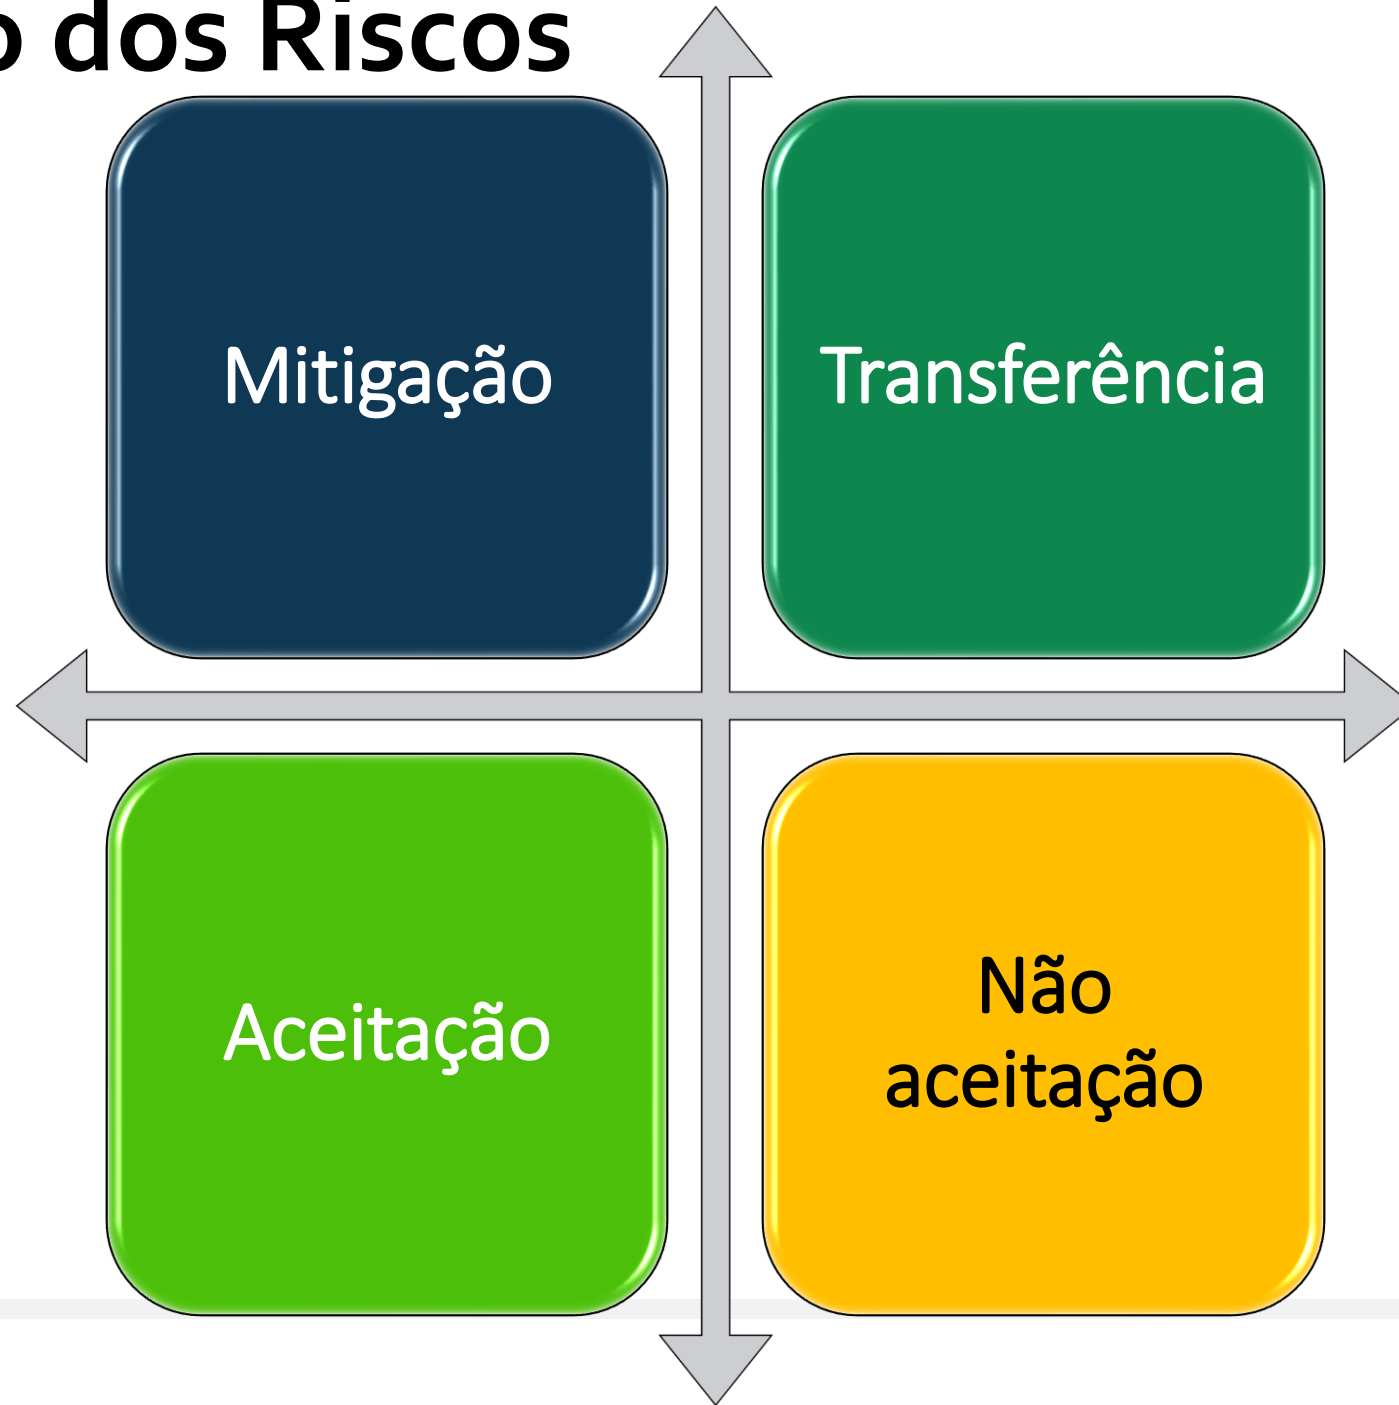 o dos Riscos
Mitigação
Transferência
Aceitação
Não
aceitação